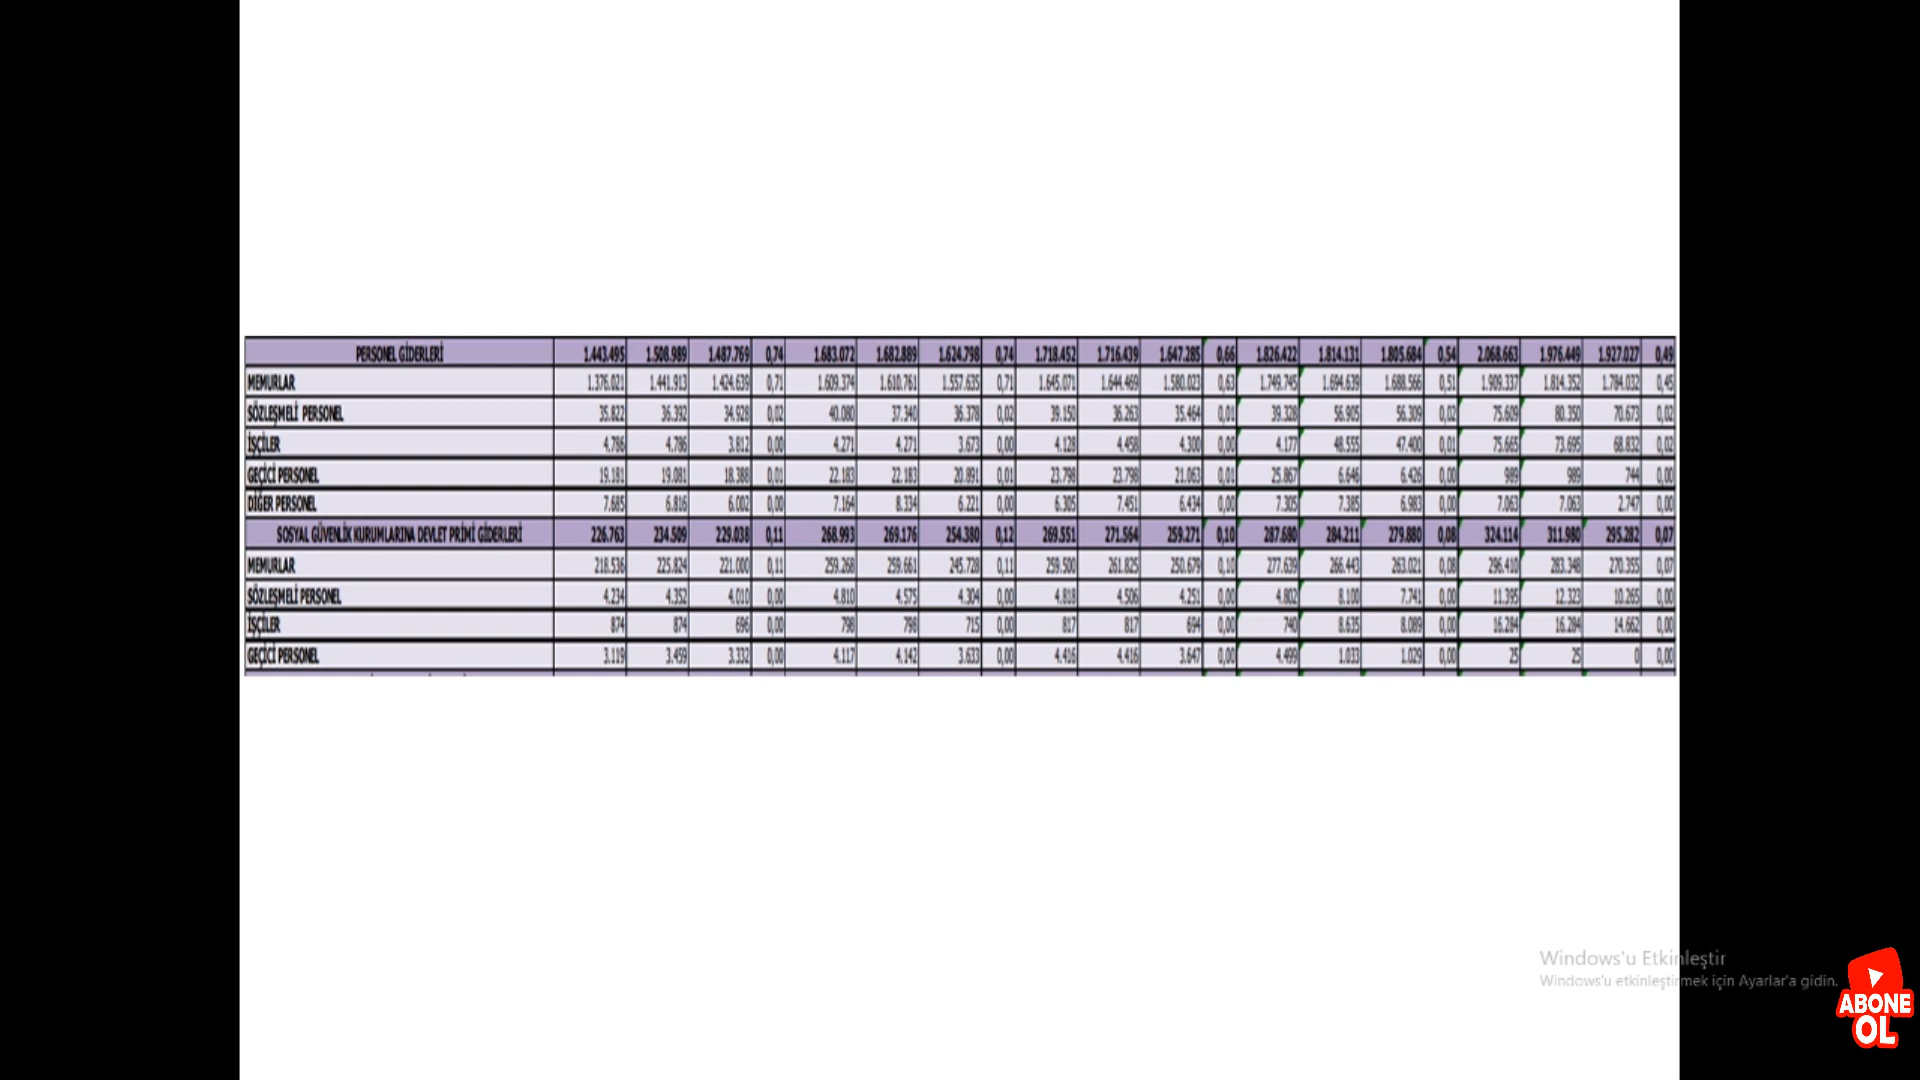 PERSONEL GİDERLERİ 1.443.495 1.508.989 1.487.769 0,74 1.683.072 1.682.889 1.624.798 0,74 1.718.452 1.716.439 1.647.285 0,66 1.826.422 1.814.131 1.805.684 0,54 2.068.663 1.976.449 1.927.027 0,49
MEMURLAR 1.376.021 1.441.913 1.424.639 0,71 1.609.374 1.610.761 1.557.635 0,71 1.645.071 1.644.469 1.580.023 0,63 1.749.745 1.694.639 1.688.566 0,51 1.909.337 1.814.352 1.784.032 0,45
SÖZLEŞMELİ PERSONEL 35.822 36.392 34.928 0,02 40.080 37.340 36.378 0,02 39.150 36.263 35.464 0,01 39.328 56.905 56.309 0,02 75.609 80.350 70.673 0,02
İŞÇİLER 4.786 4.786 3.812 0,00 4.271 4.271 3.673 0,00 4.128 4.458 4.300 0,00 4.177 48.555 47.400 0,01 75.665 73.695 68.832 0,02
GEÇİCİ PERSONEL 19.181 19.081 18.388 0,01 22.183 22.183 20.891 0,01 23.798 23.798 21.063 0,01 25.867 6.646 6.426 0,00 989 989 744 0,00
DİĞER PERSONEL 7.685 6.816 6.002 0,00 7.164 8.334 6.221 0,00 6.305 7.451 6.434 0,00 7.305 7.385 6.983 0,00 7.063 7.063 2.747 0,00
SOSYAL GÜVENLİK KURUMLARINA DEVLET PRİMİ GİDERLERİ 226.763 234.509 229.038 0,11 268.993 269.176 254.380 0,12 269.551 271.564 259.271 0,10 287.680 284.211 279.880 0,08 324.114 311.980 295.282 0,07
MEMURLAR 218.536 225.824 221.000 0,11 259.268 259.661 245.728 0,11 259.500 261.825 250.679 0,10 277.639 266.443 263.021 0,08 296.410 283.348 270.355 0,07
SÖZLEŞMELİ PERSONEL 4.234 4.352 4.010 0,00 4.810 4.575 4.304 0,00 4.818 4.506 4.251 0,00 4.802 8.100 7.741 0,00 11.395 12.323 10.265 0,00
İŞÇİLER 874 874 696 0,00 798 798 715 0,00 817 817 694 0,00 740 8.635 8.089 0,00 16.284 16.284 14.662 0,00
GEÇİCİ PERSONEL 3.119 3.459 3.332 0,00 4.117 4.142 3.633 0,00 4.416 4.416 3.647 0,00 4.499 1.033 1.029 0,00 25 25 0 0,00
Windows'u Etkinleştir
Windows'u etkinleştirmek için Ayarlar'a gidin.
ABONE
OL